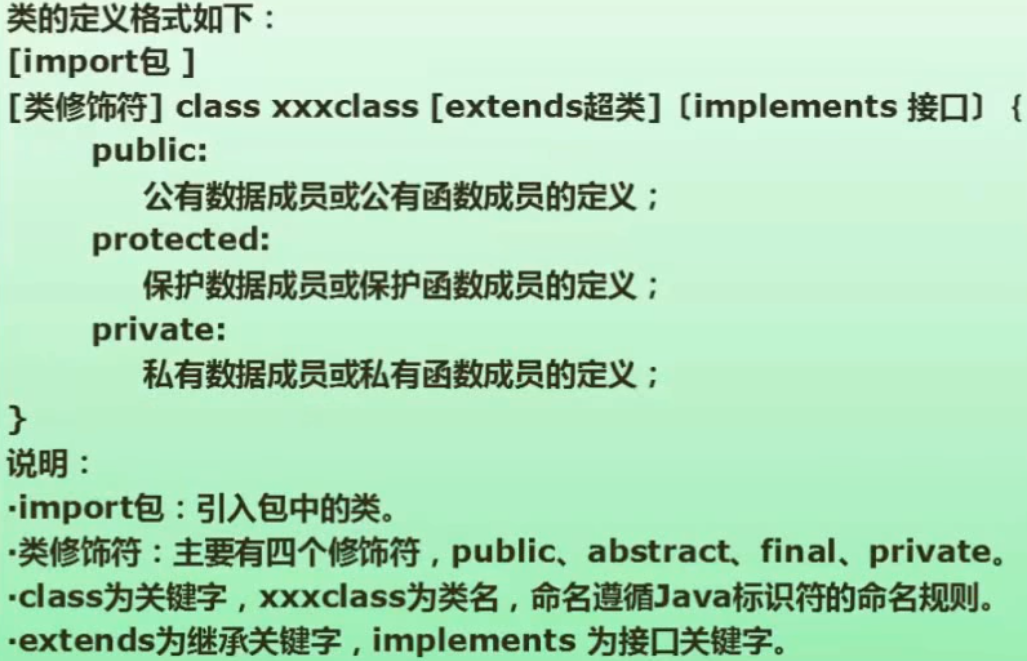 类的定义格式如下：
[import包 ]
[类修饰符] class xxxclass [extends超类]〔implements 接口〕{
public:
公有数据成员或公有函数成员的定义；
protected:
保护数据成员或保护函数成员的定义；
private:
私有数据成员或私有函数成员的定义；
}
说明：
·import包：引入包中的类。
·类修饰符：主要有四个修饰符，public、abstract、final、private。
·class为关键字，xxxclass为类名，命名遵循Java标识符的命名规则。
·extends为继承关键字，implements 为接口关键字。